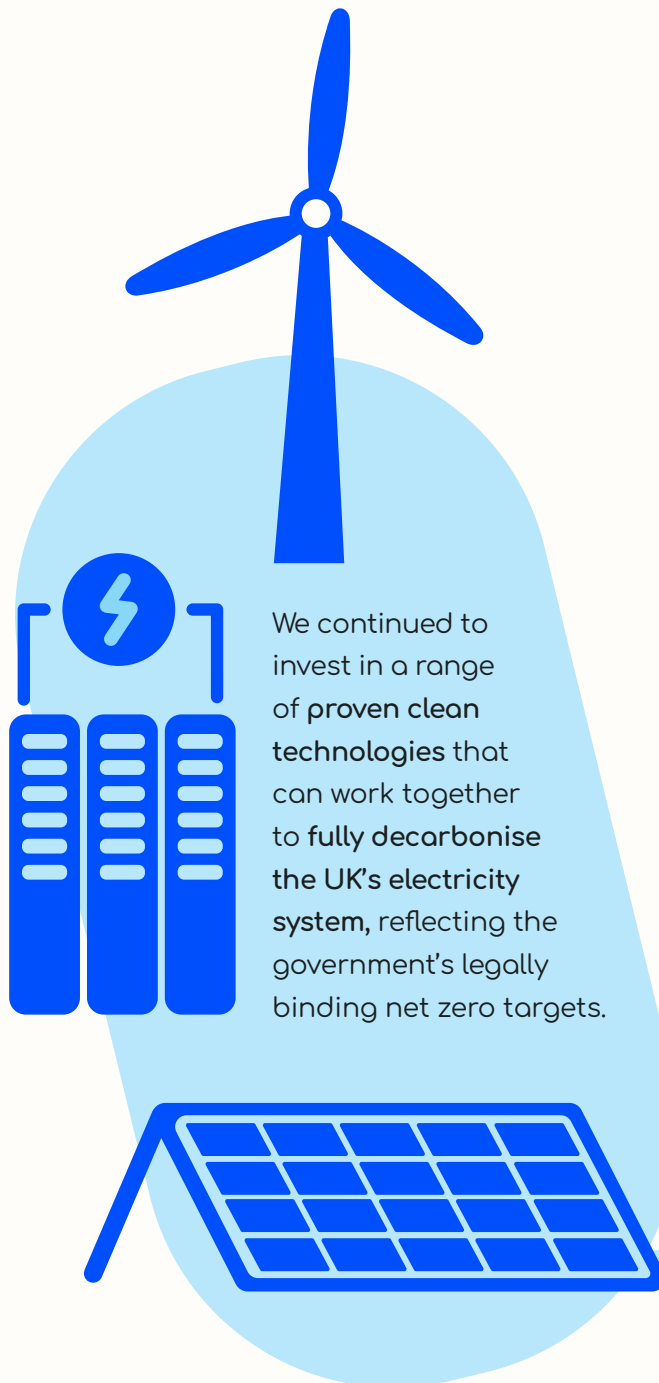 We continued to
invest in a range
of proven clean
technologies that
can work together
to fully decarbonise
the UK’s electricity
system, reflecting the
government’s legally
binding net zero targets.